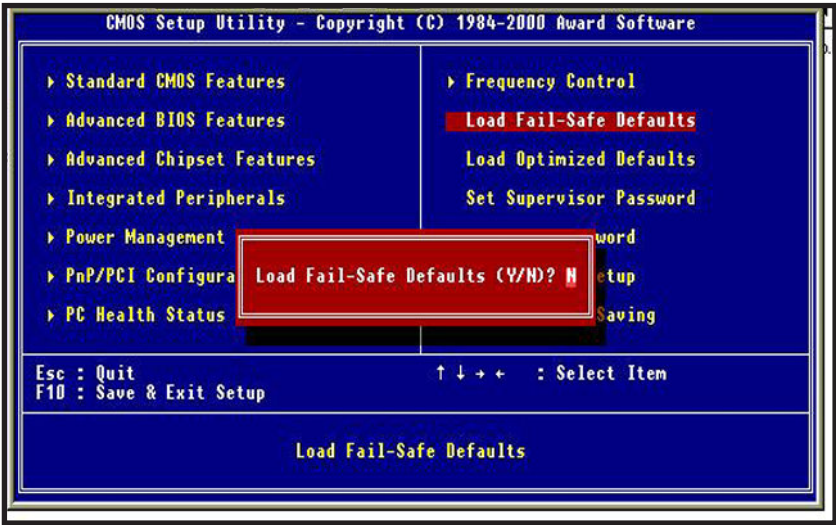 CMOS Setup Utility - Copyright (C) 1984-2000 Award Software
▸ Standard CMOS Features
▸ Advanced BIOS Features
▸ Advanced Chipset Features
▸ Integrated Peripherals
▸ Power Management
▸ PnP/PCI Configura
▸ PC Health Status
▸ Frequency Control
Load Fail-Safe Defaults
Load Optimized Defaults
Set Supervisor Password
word
etup
Saving
Load Fail-Safe Defaults (Y/N)? N
Esc : Quit
F10 : Save & Exit Setup
↑ ↓ → ← : Select Item
Load Fail-Safe Defaults